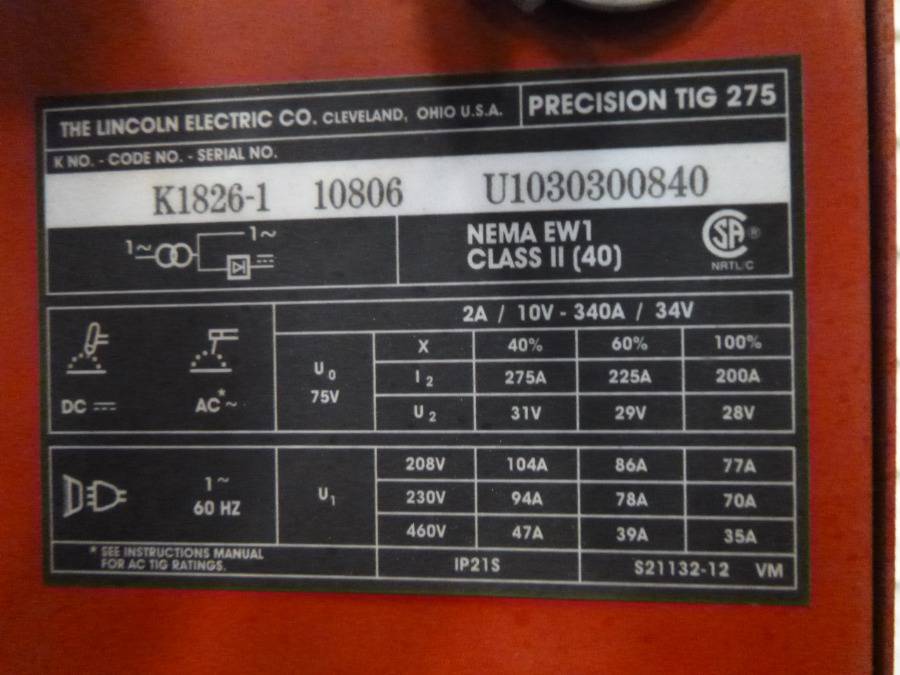 THE LINCOLN ELECTRIC CO. CLEVELAND, OHIO U.S.A. PRECISION TIG 275
K NO. - CODE NO. - SERIAL NO.
K1826-1 10806 U1030300840
1~ 1~ NEMA EW1
CLASS II (40)
SA ®
NRTL/C
2A / 10V - 340A / 34V
U0 75V X 40% 60% 100%
I2 275A 225A 200A
U2 31V 29V 28V
DC AC*~
1~ 60 HZ
U1 208V 104A 86A 77A
230V 94A 78A 70A
460V 47A 39A 35A
* SEE INSTRUCTIONS MANUAL
FOR AC TIG RATINGS.
IP21S S21132-12 VM